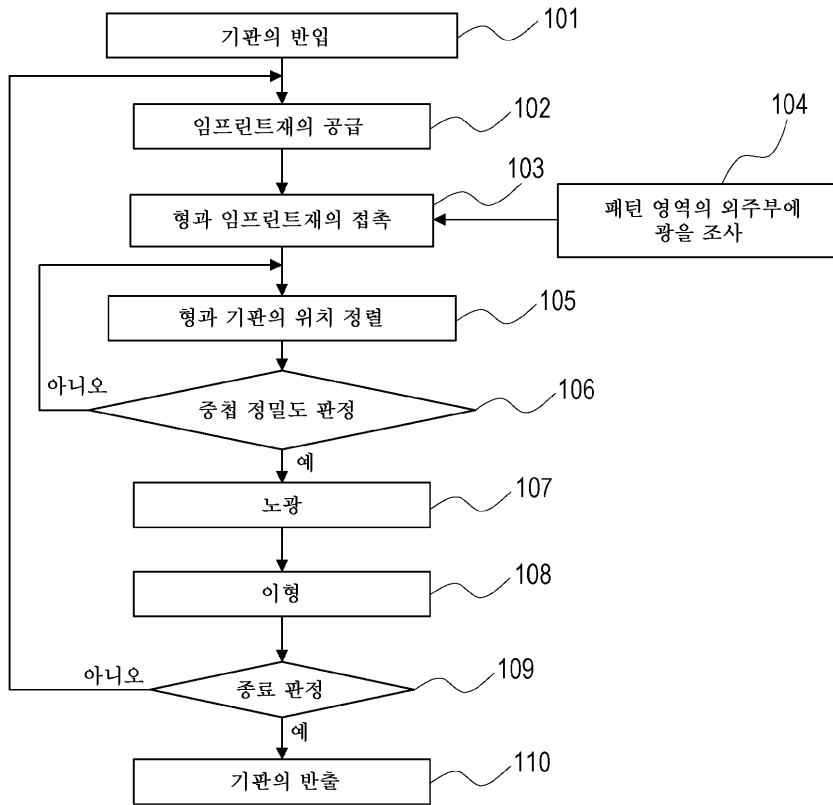 기판의 반입
101
임프린트재의 공급
102
형과 임프린트재의 접촉
103
104
패턴 영역의 외주부에
광을 조사
형과 기판의 위치 정렬
105
아니오
중첩 정밀도 판정
106
예
노광
107
이형
108
아니오
종료 판정
109
예
기판의 반출
110